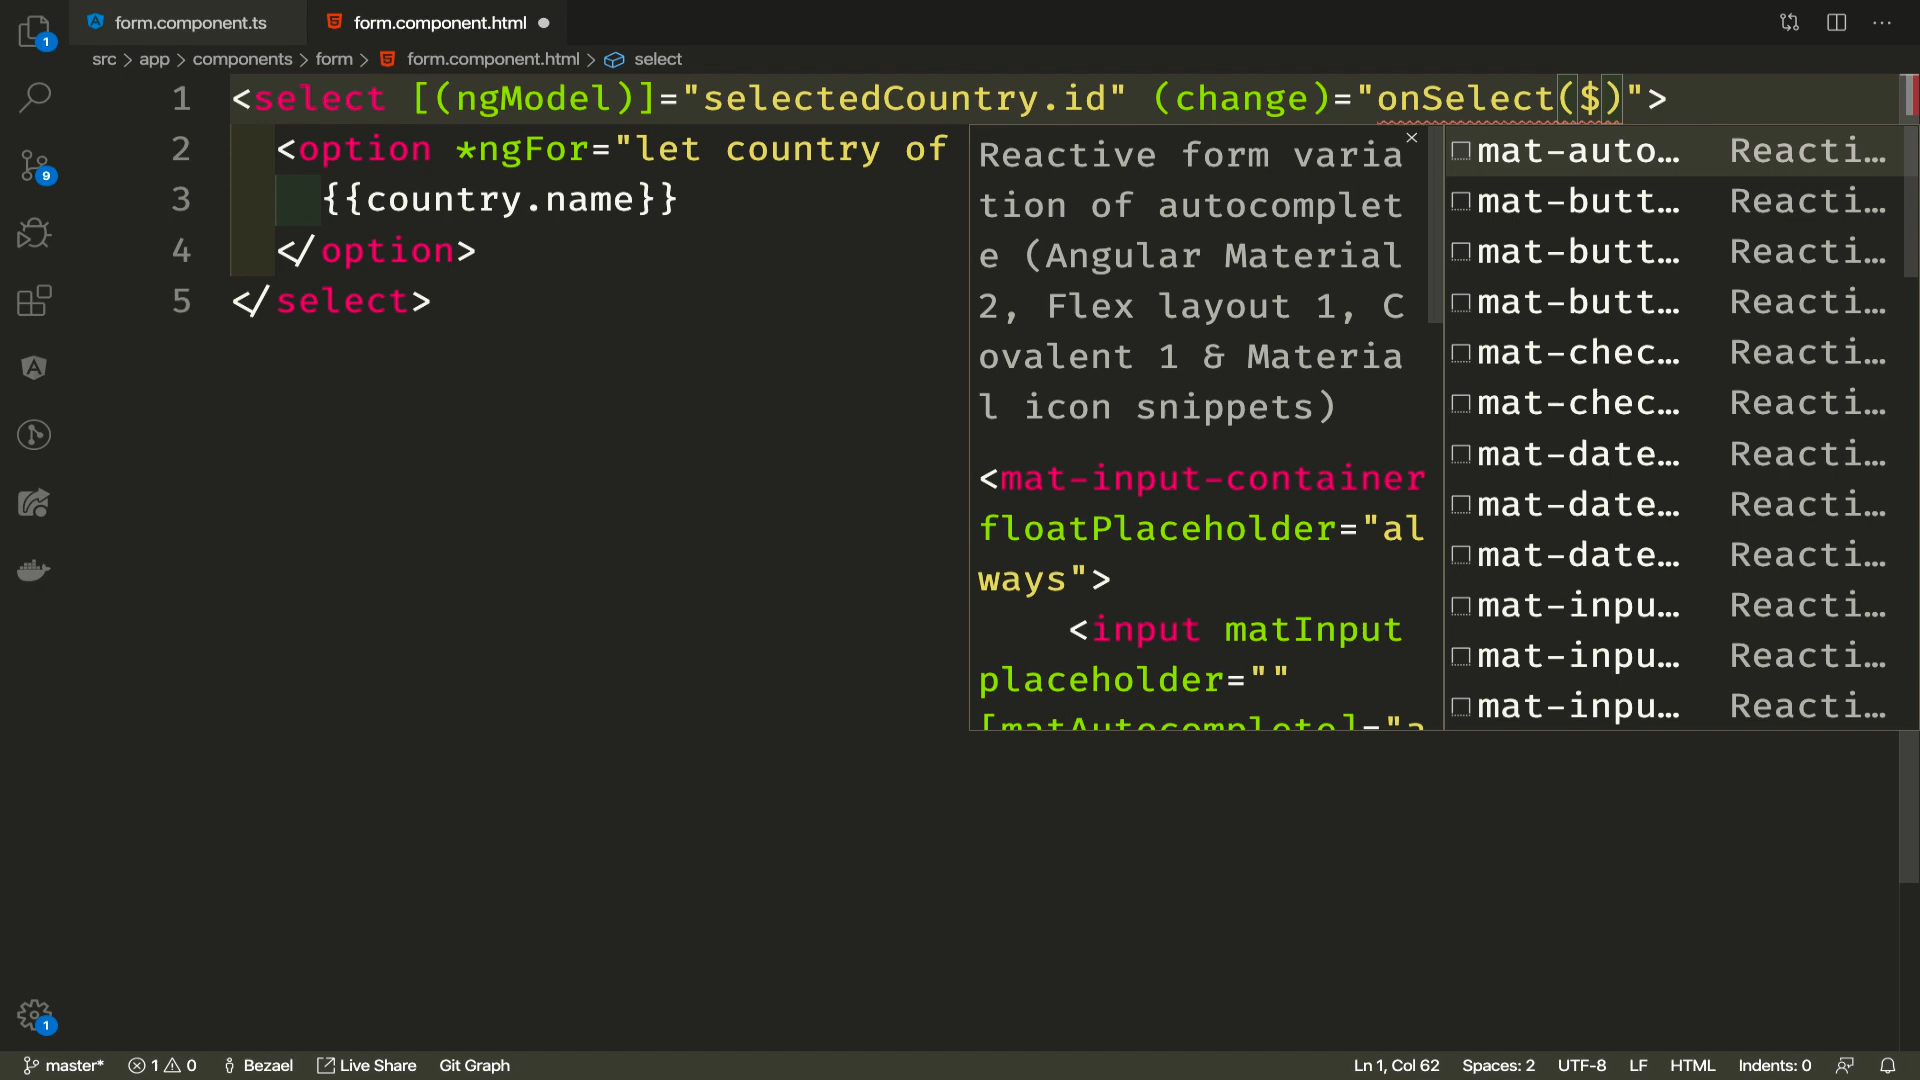 form.component.ts
form.component.html
src > app > components > form > form.component.html > select
1 <select [(ngModel)]="selectedCountry.id" (change)="onSelect($)">
2 <option *ngFor="let country of
3 {{country.name}}
4 </option>
5 </select>
Reactive form varia
tion of autocomplet
e (Angular Material
2, Flex layout 1, C
ovalent 1 & Materia
l icon snippets)
<mat-input-container
floatPlaceholder="al
ways">
<input matInput
placeholder=""
[matAutocomplete]="a
mat-auto… Reacti…
mat-butt… Reacti…
mat-butt… Reacti…
mat-butt… Reacti…
mat-chec… Reacti…
mat-chec… Reacti…
mat-date… Reacti…
mat-date… Reacti…
mat-date… Reacti…
mat-inpu… Reacti…
mat-inpu… Reacti…
mat-inpu… Reacti…
1
9
1
master* 1 0 Bezael Live Share Git Graph Ln 1, Col 62 Spaces: 2 UTF-8 LF HTML Indents: 0